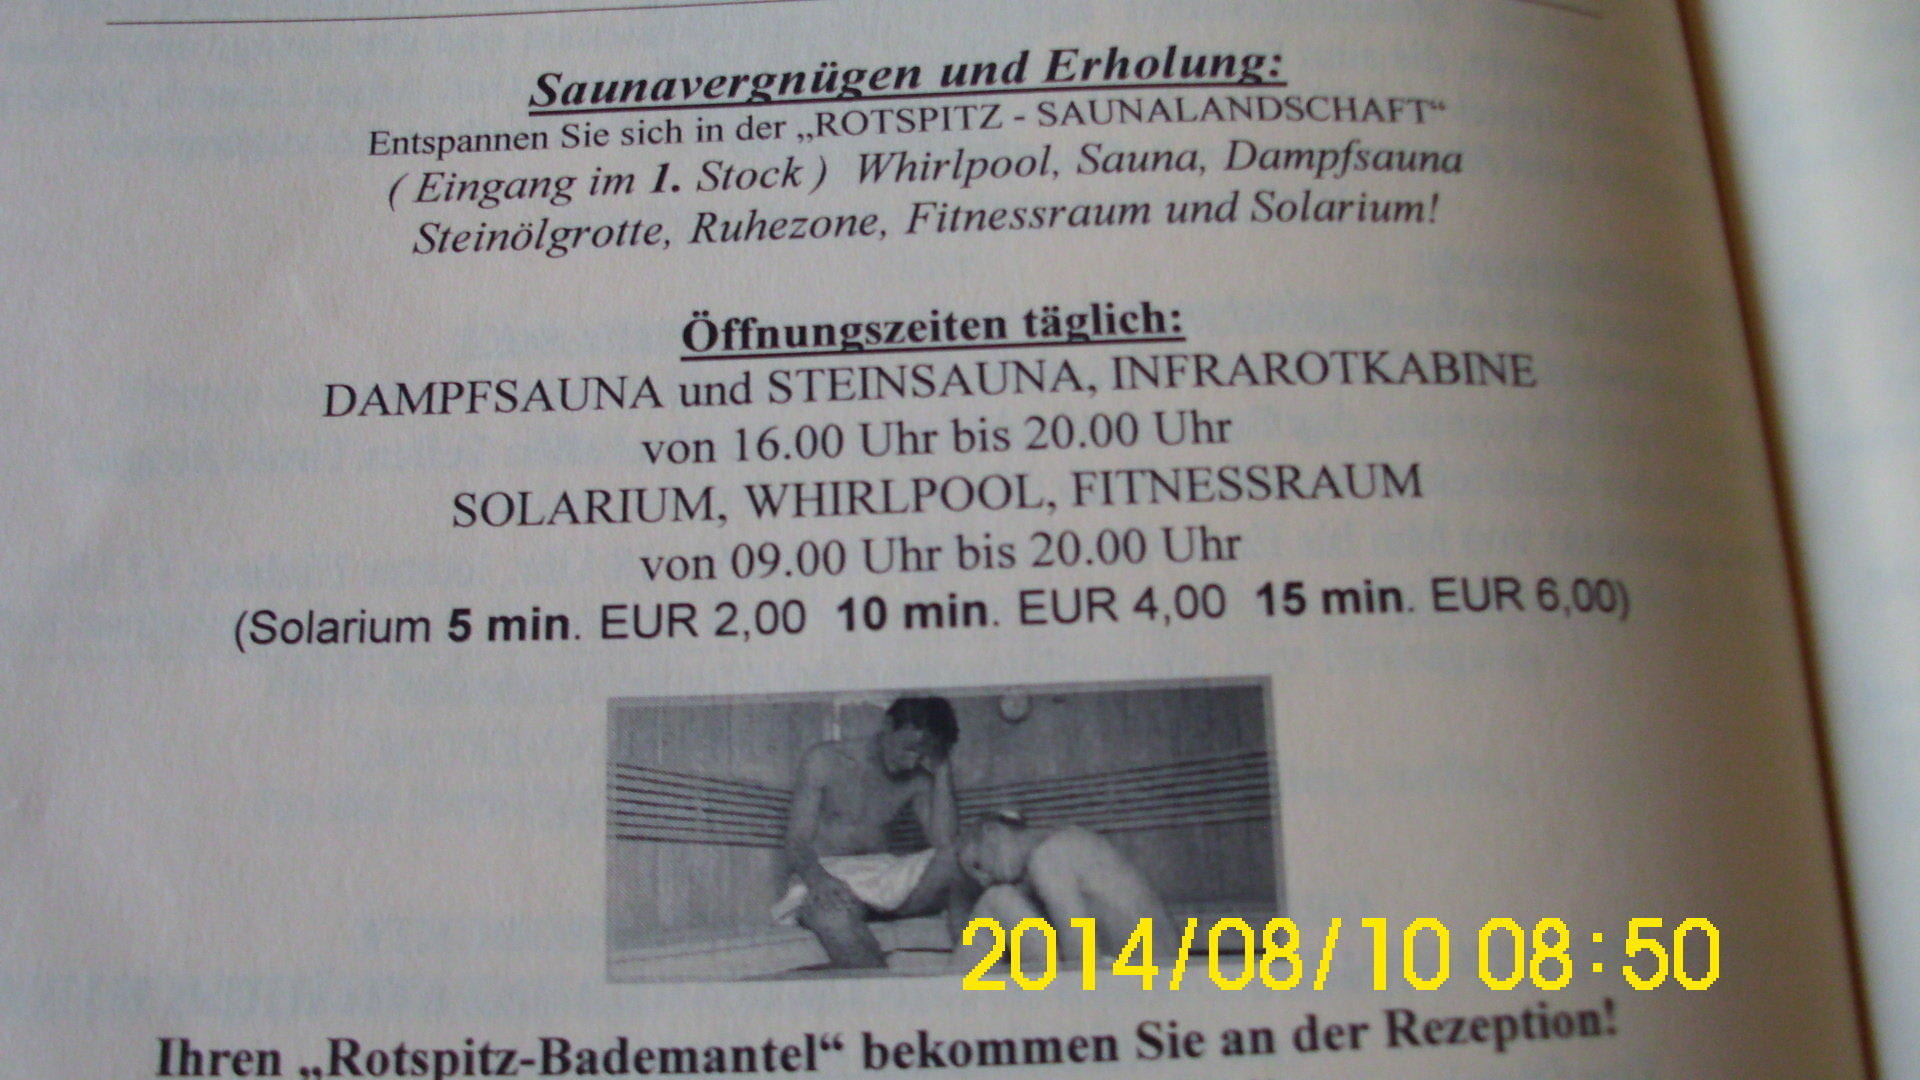 Saunavergnügen und Erholung:
Entspannen Sie sich in der „ROTSPITZ - SAUNALANDSCHAFT“
( Eingang im 1. Stock ) Whirlpool, Sauna, Dampfsauna
Steinölgrotte, Ruhezone, Fitnessraum und Solarium!
Öffnungszeiten täglich:
DAMPFSAUNA und STEINSAUNA, INFRAROTKABINE
von 16.00 Uhr bis 20.00 Uhr
SOLARIUM, WHIRLPOOL, FITNESSRAUM
von 09.00 Uhr bis 20.00 Uhr
(Solarium 5 min. EUR 2,00 10 min. EUR 4,00 15 min. EUR 6,00)
2014/08/10 08:50
Ihren „Rotspitz-Bademantel“ bekommen Sie an der Rezeption!